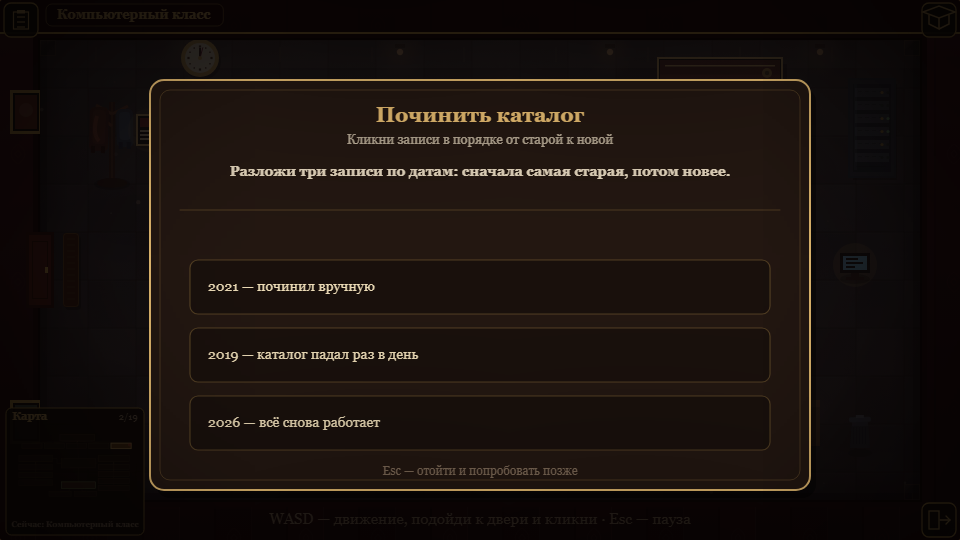 Компьютерный класс
Починить каталог
Кликни записи в порядке от старой к новой
Разложи три записи по датам: сначала самая старая, потом новее.
2021 — починил вручную
2019 — каталог падал раз в день
2026 — всё снова работает
Esc — отойти и попробовать позже
Карта 2/19
Сейчас: Компьютерный класс
WASD — движение, подойди к двери и кликни · Esc — пауза